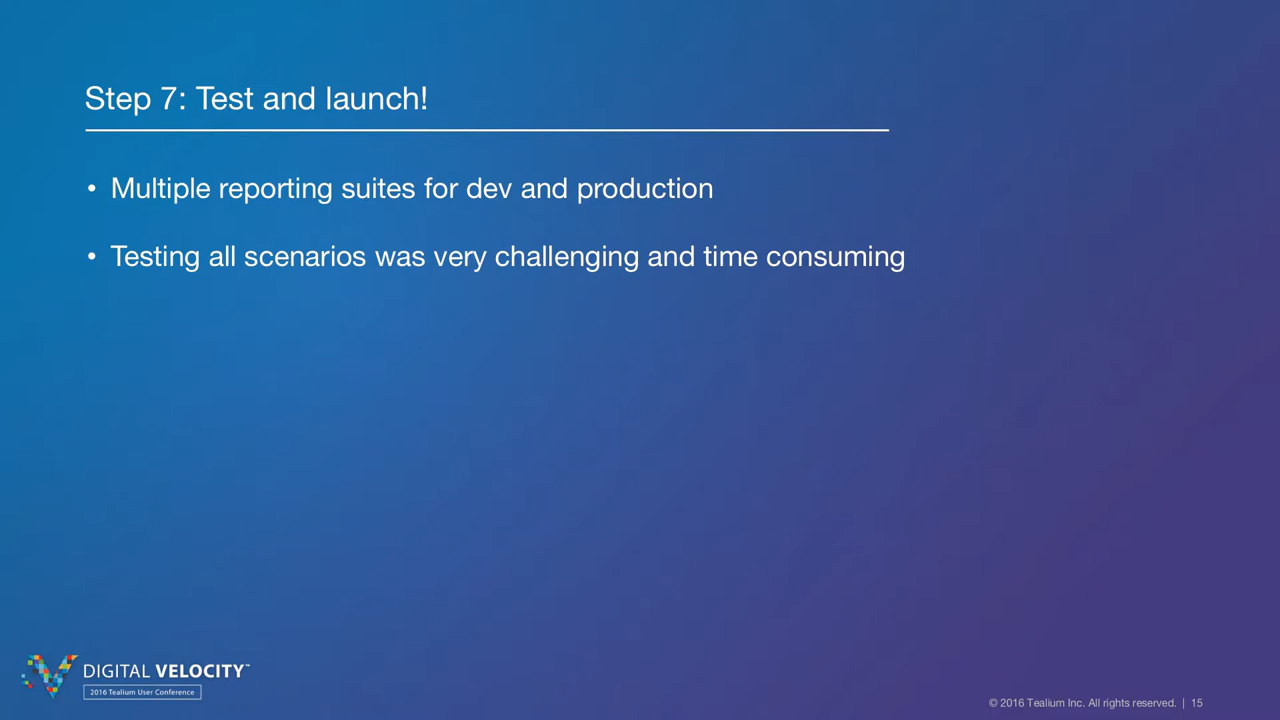 Step 7: Test and launch!
• Multiple reporting suites for dev and production
• Testing all scenarios was very challenging and time consuming
DIGITAL VELOCITY™
2016 Tealium User Conference
© 2016 Tealium Inc. All rights reserved. | 15